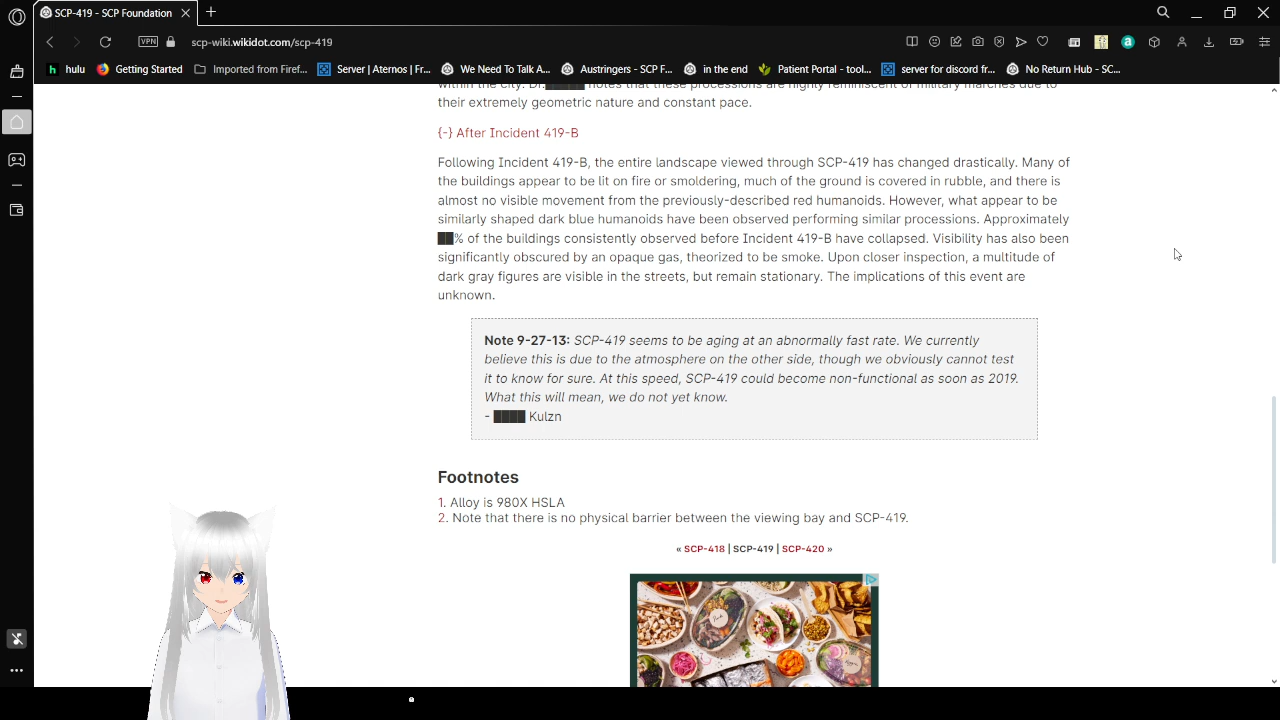 SCP-419 - SCP Foundation
VPN
scp-wiki.wikidot.com/scp-419
hulu
Getting Started
Imported from Firef...
Server | Aternos | Fr...
We Need To Talk A...
Austringers - SCP F...
in the end
Patient Portal - tool...
server for discord fr...
No Return Hub - SC...
within the city. Dr.█████ notes that these processions are highly reminiscent of military marches due to
their extremely geometric nature and constant pace.
{-} After Incident 419-B
Following Incident 419-B, the entire landscape viewed through SCP-419 has changed drastically. Many of
the buildings appear to be lit on fire or smoldering, much of the ground is covered in rubble, and there is
almost no visible movement from the previously-described red humanoids. However, what appear to be
similarly shaped dark blue humanoids have been observed performing similar processions. Approximately
██% of the buildings consistently observed before Incident 419-B have collapsed. Visibility has also been
significantly obscured by an opaque gas, theorized to be smoke. Upon closer inspection, a multitude of
dark gray figures are visible in the streets, but remain stationary. The implications of this event are
unknown.
Note 9-27-13: SCP-419 seems to be aging at an abnormally fast rate. We currently
believe this is due to the atmosphere on the other side, though we obviously cannot test
it to know for sure. At this speed, SCP-419 could become non-functional as soon as 2019.
What this will mean, we do not yet know.
- ████ Kulzn
Footnotes
1. Alloy is 980X HSLA
2. Note that there is no physical barrier between the viewing bay and SCP-419.
« SCP-418 | SCP-419 | SCP-420 »